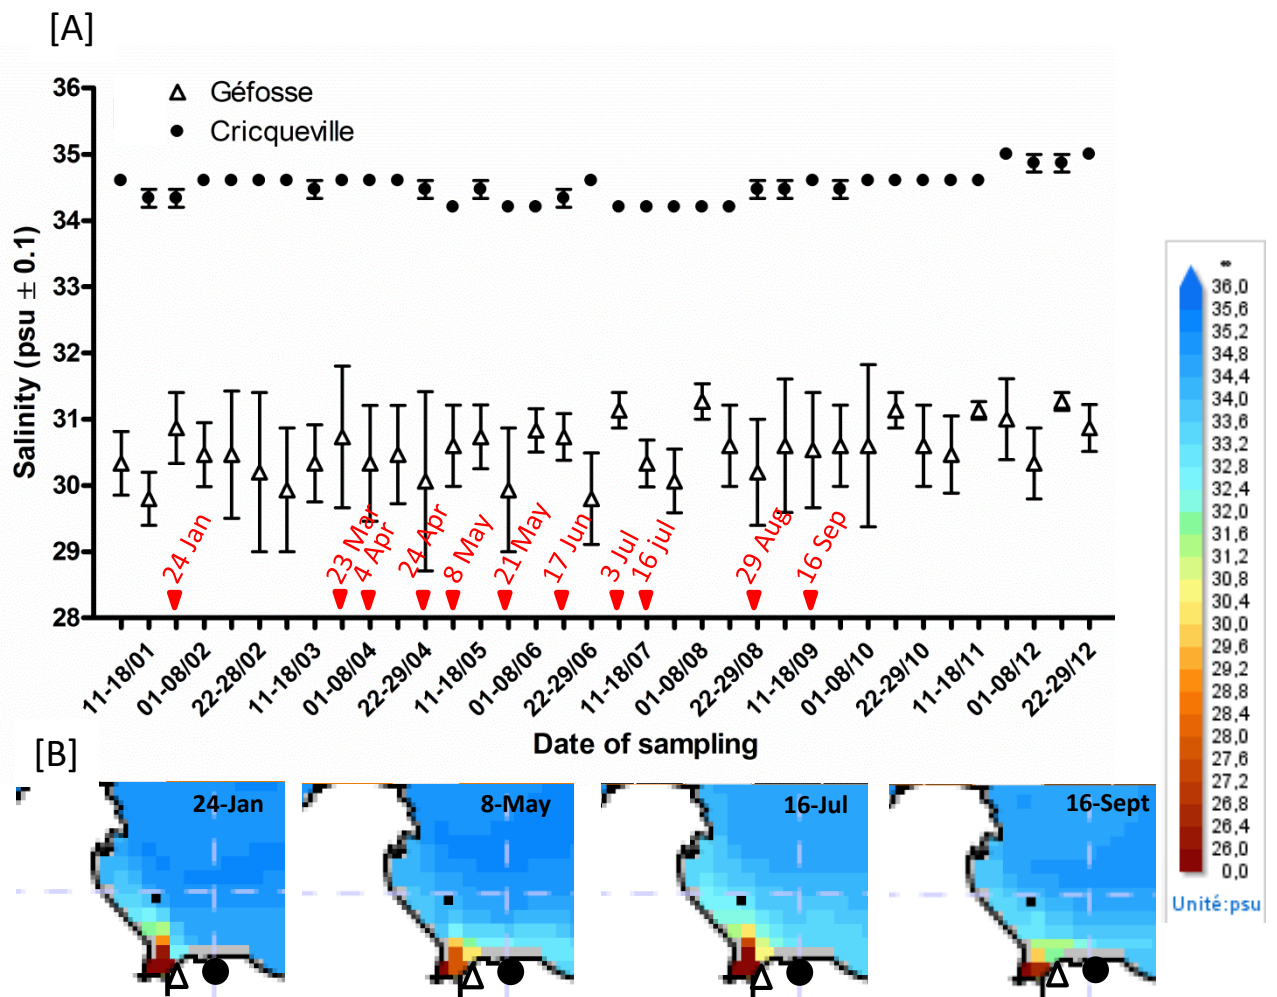 [A]
Géfosse
Cricqueville
36
35
34
33
32
31
30
29
28
Salinity (psu ± 0.1)
24 Jan
23 Mar
4 Apr
24 Apr
8 May
21 May
17 Jun
3 Jul
16 jul
29 Aug
16 Sep
11-18/01
01-08/02
22-28/02
11-18/03
01-08/04
22-29/04
11-18/05
01-08/06
22-29/06
11-18/07
01-08/08
22-29/08
11-18/09
01-08/10
22-29/10
11-18/11
01-08/12
22-29/12
Date of sampling
[B]
24-Jan
8-May
16-Jul
16-Sept
∞
36,0
35,6
35,2
34,8
34,4
34,0
33,6
33,2
32,8
32,4
32,0
31,6
31,2
30,8
30,4
30,0
29,6
29,2
28,8
28,4
28,0
27,6
27,2
26,8
26,4
26,0
0,0
Unité:psu